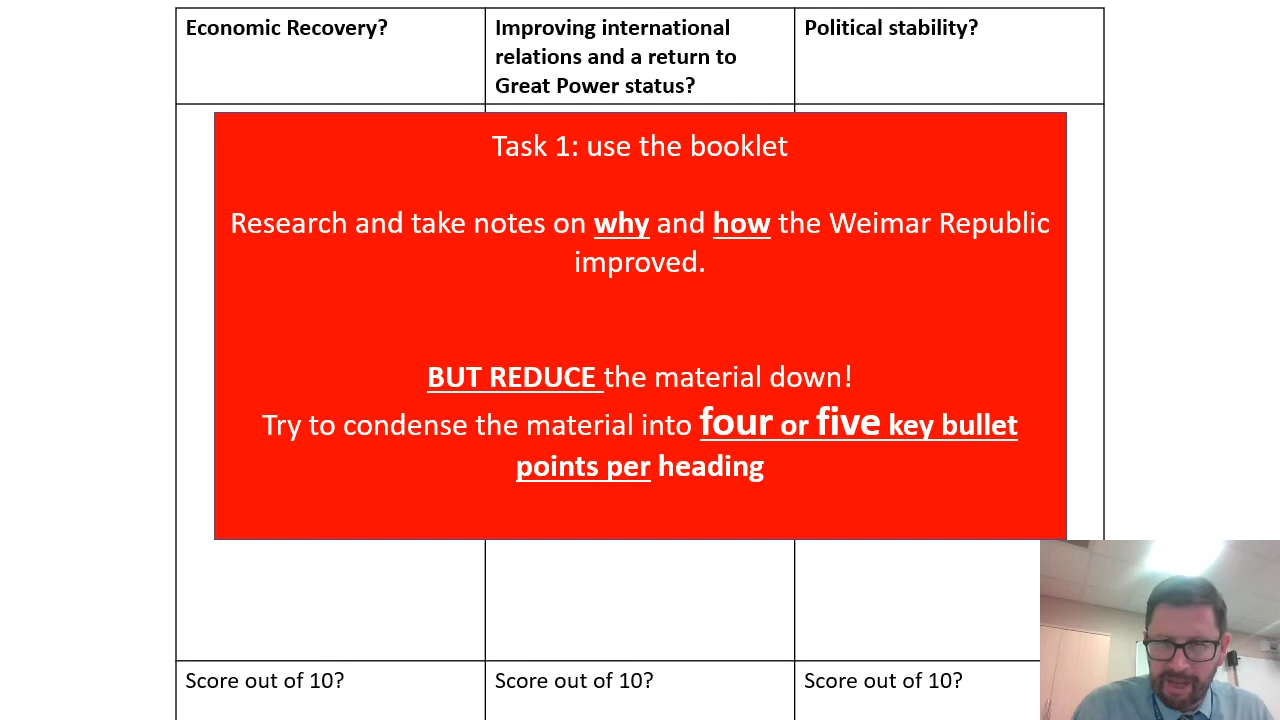 Economic Recovery?
Improving international
relations and a return to
Great Power status?
Political stability?
Task 1: use the booklet
Research and take notes on why and how the Weimar Republic
improved.
BUT REDUCE the material down!
Try to condense the material into four or five key bullet
points per heading
Score out of 10?
Score out of 10?
Score out of 10?